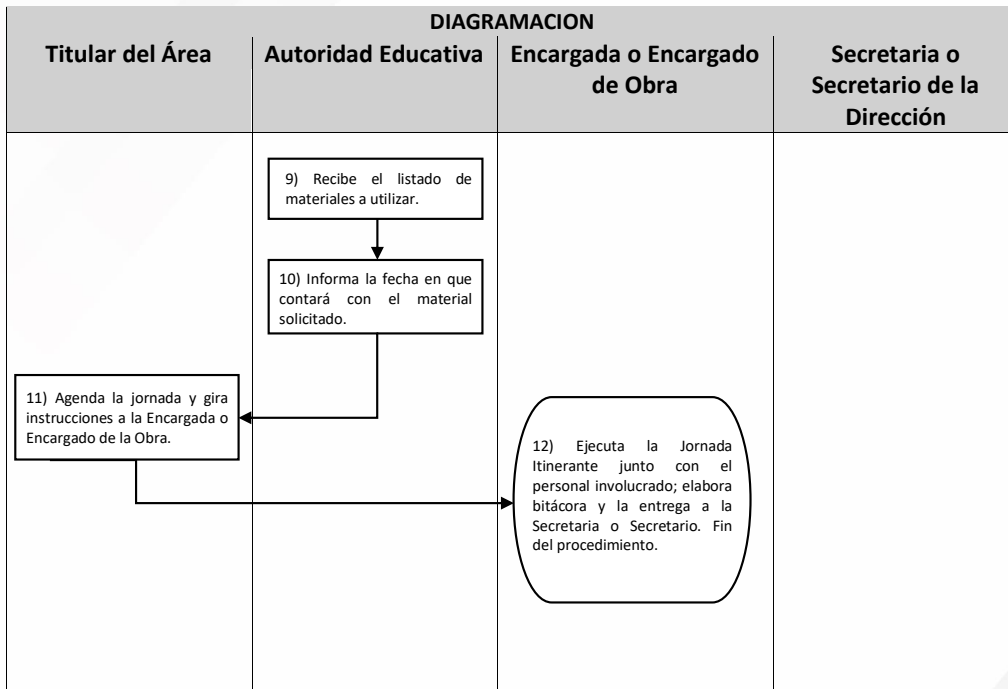 DIAGRAMACION
Titular del Área
Autoridad Educativa
Encargada o Encargado
de Obra
Secretaria o
Secretario de la
Dirección
9) Recibe el listado de
materiales a utilizar.
10) Informa la fecha en que
contará con el material
solicitado.
11) Agenda la jornada y gira
instrucciones a la Encargada o
Encargado de la Obra.
12) Ejecuta la Jornada
Itinerante junto con el
personal involucrado; elabora
bitácora y la entrega a la
Secretaria o Secretario. Fin
del procedimiento.